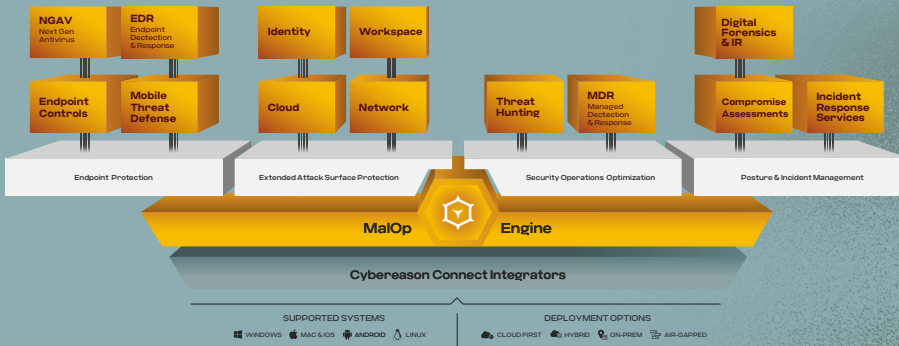 NGAV
Next Gen
Antivirus
EDR
Endpoint
Dectection
& Response
Identity
Workspace
Digital
Forensics
& IR
Endpoint
Controls
Mobile
Threat
Defense
Cloud
Network
Threat
Hunting
MDR
Managed
Dectection
& Response
Compromise
Assessments
Incident
Response
Services
Endpoint Protection
Extended Attack Surface Protection
Security Operations Optimization
Posture & Incident Management
MalOp Engine
Cybereason Connect Integrators
SUPPORTED SYSTEMS
WINDOWS MAC & IOS ANDROID LINUX
DEPLOYMENT OPTIONS
CLOUD FIRST HYBRID ON-PREM AIR-GAPPED